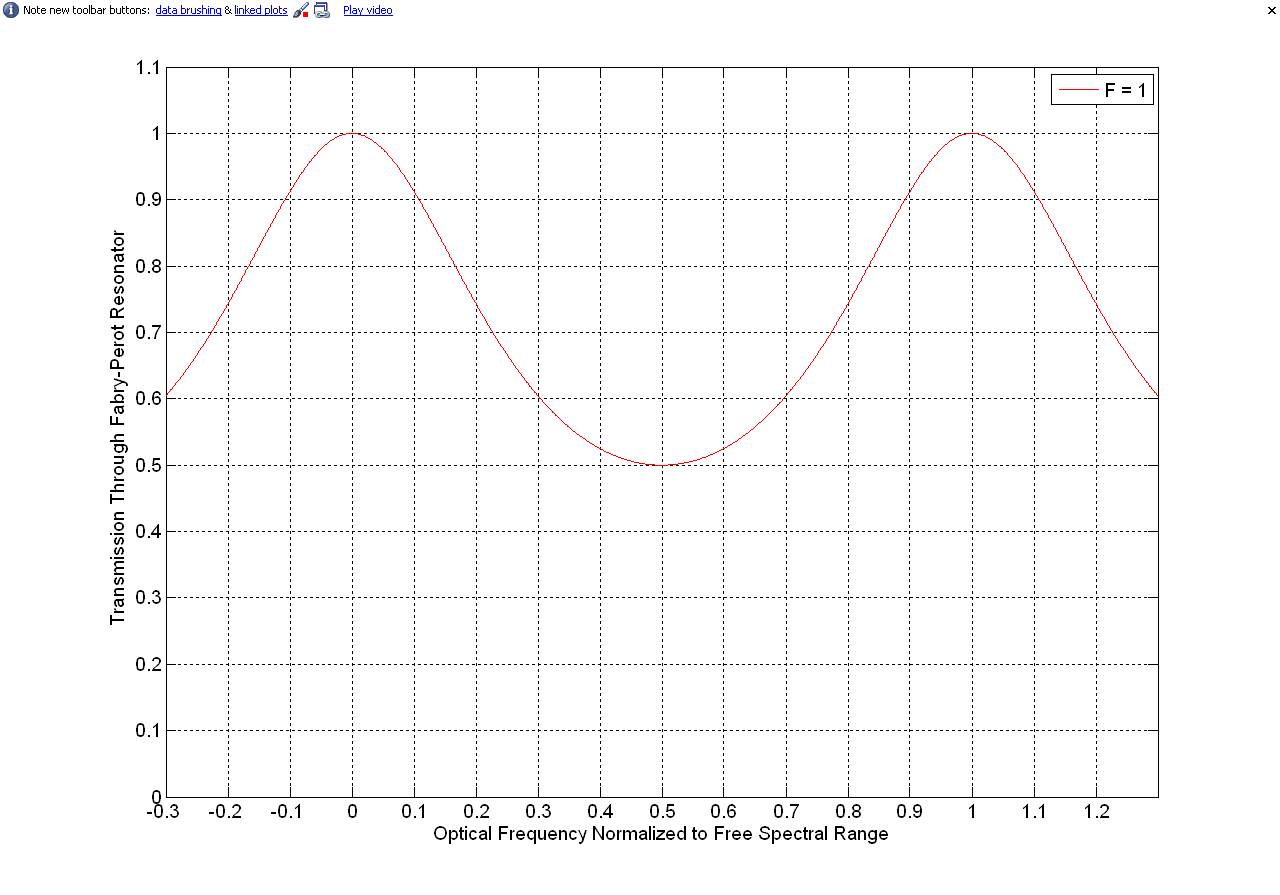 Note new toolbar buttons: data brushing & linked plots Play video
F = 1
1.1
1
0.9
0.8
0.7
0.6
0.5
0.4
0.3
0.2
0.1
0
Transmission Through Fabry-Perot Resonator
-0.3 -0.2 -0.1 0 0.1 0.2 0.3 0.4 0.5 0.6 0.7 0.8 0.9 1 1.1 1.2
Optical Frequency Normalized to Free Spectral Range